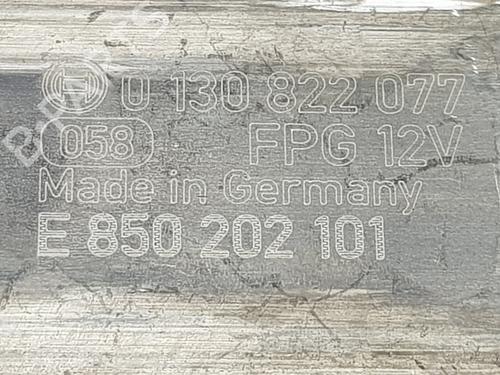 0 130 822 077
058 FPG 12V
Made in Germany
E 850 202 101